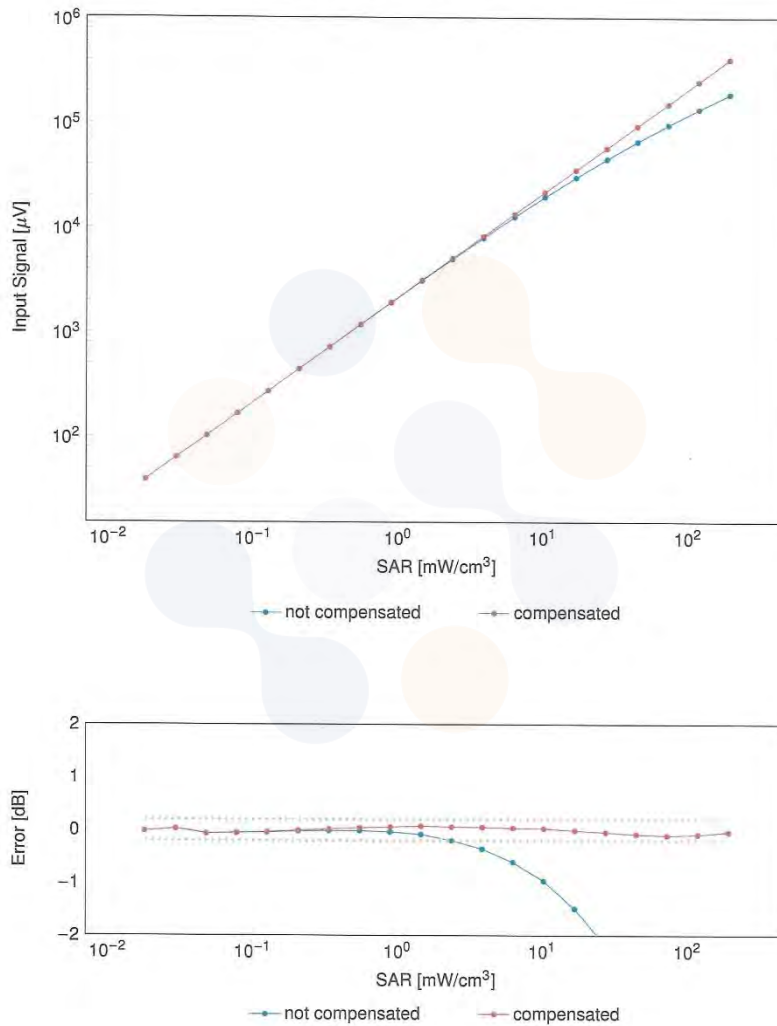 10⁶
10⁵
10⁴
10³
10²
Input Signal [μV]
10⁻² 10⁻¹ 10⁰ 10¹ 10²
SAR [mW/cm³]
not compensated compensated
2
1
0
−1
−2
Error [dB]
10⁻² 10⁻¹ 10⁰ 10¹ 10²
SAR [mW/cm³]
not compensated compensated